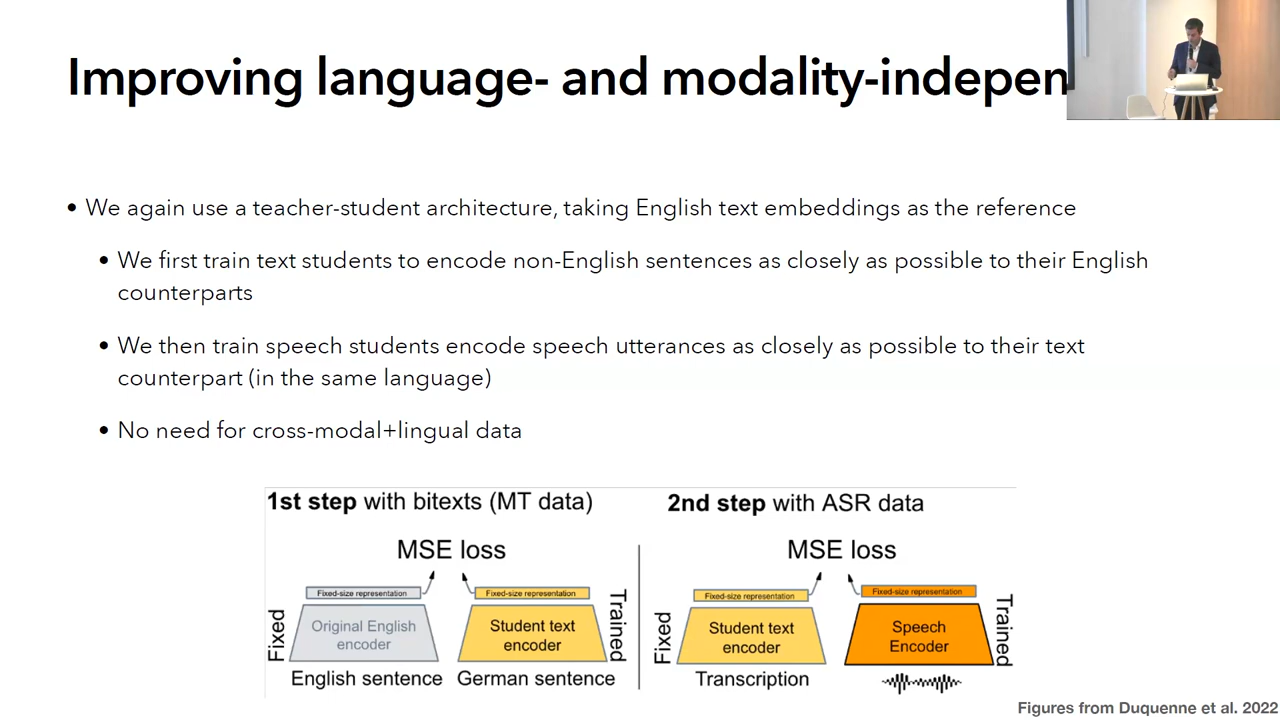 Improving language- and modality-indepen
• We again use a teacher-student architecture, taking English text embeddings as the reference
• We first train text students to encode non-English sentences as closely as possible to their English
counterparts
• We then train speech students encode speech utterances as closely as possible to their text
counterpart (in the same language)
• No need for cross-modal+lingual data
1st step with bitexts (MT data)
MSE loss
Fixed-size representation
Fixed-size representation
Fixed
Original English
encoder
Student text
encoder
Trained
English sentence
German sentence
2nd step with ASR data
MSE loss
Fixed-size representation
Fixed-size representation
Fixed
Student text
encoder
Speech
Encoder
Trained
Transcription
Figures from Duquenne et al. 2022